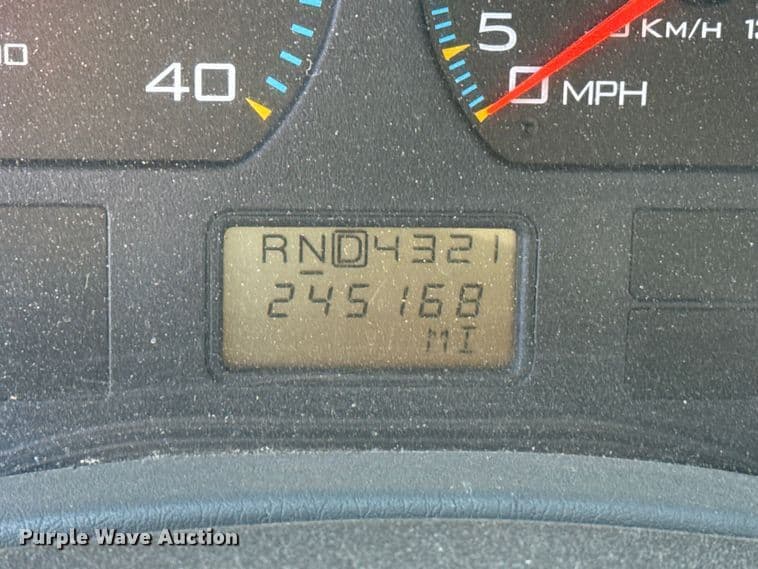 40
5
KM/H
0 MPH
RND4321
245168
MI
Purple Wave Auction